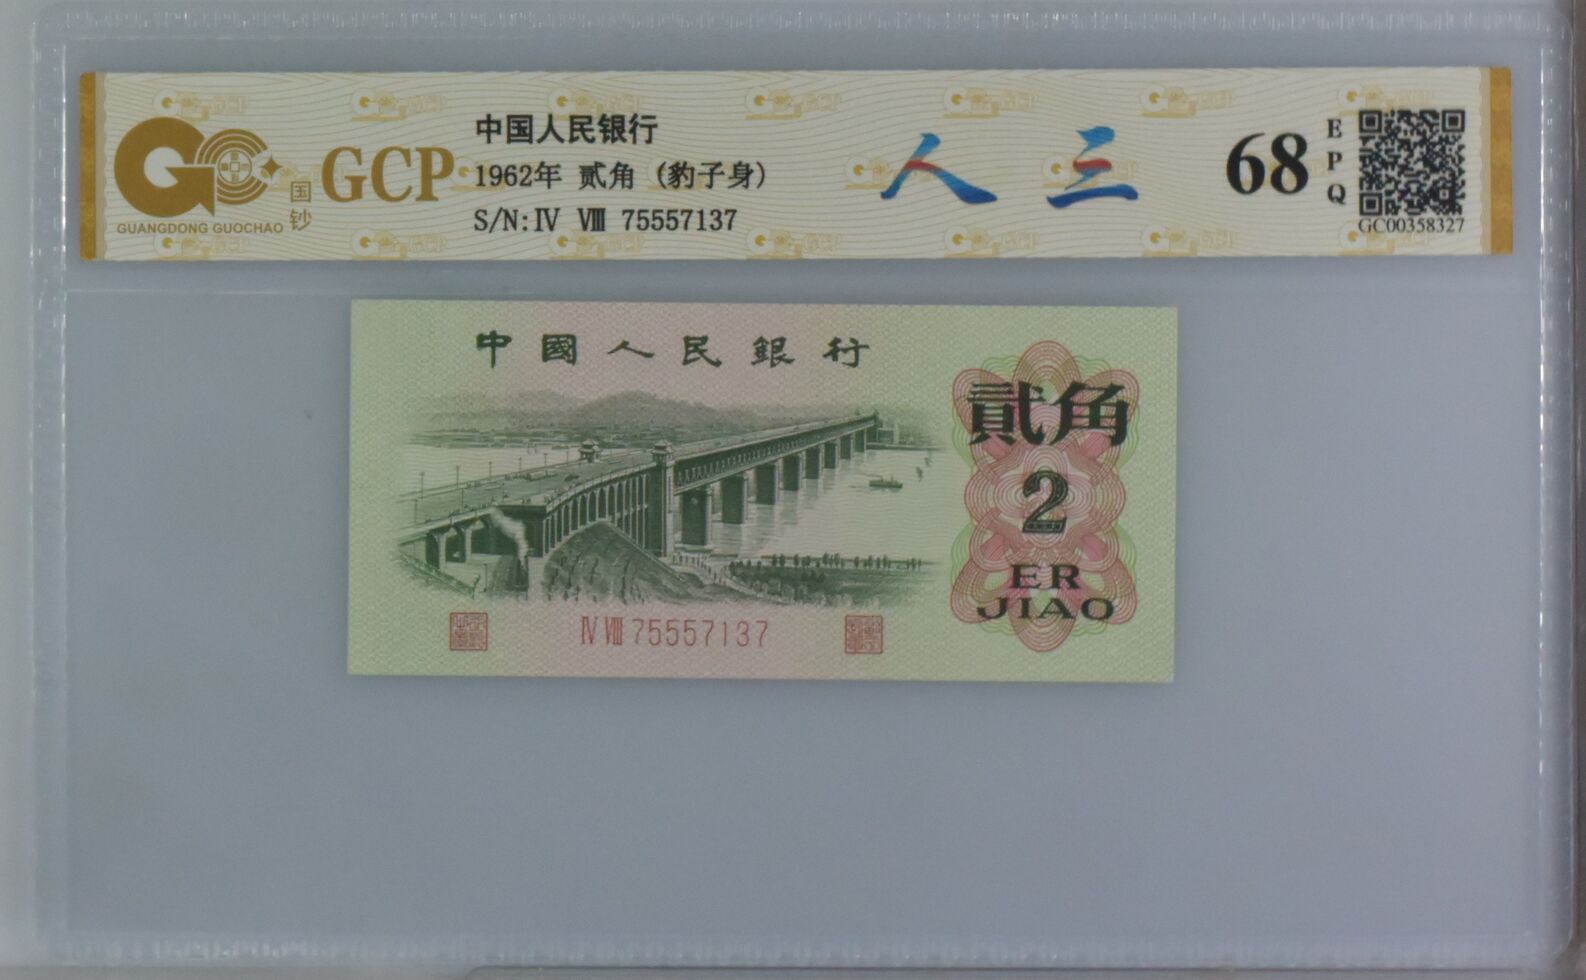 GCP
国钞
GUANGDONG GUOCHAO
中国人民银行
1962年 贰角 (豹子身)
S/N:Ⅳ Ⅷ 75557137
人三
68
EPQ
GC00358327
中國人民銀行
貳角
2
ER
JIAO
Ⅳ Ⅷ 75557137